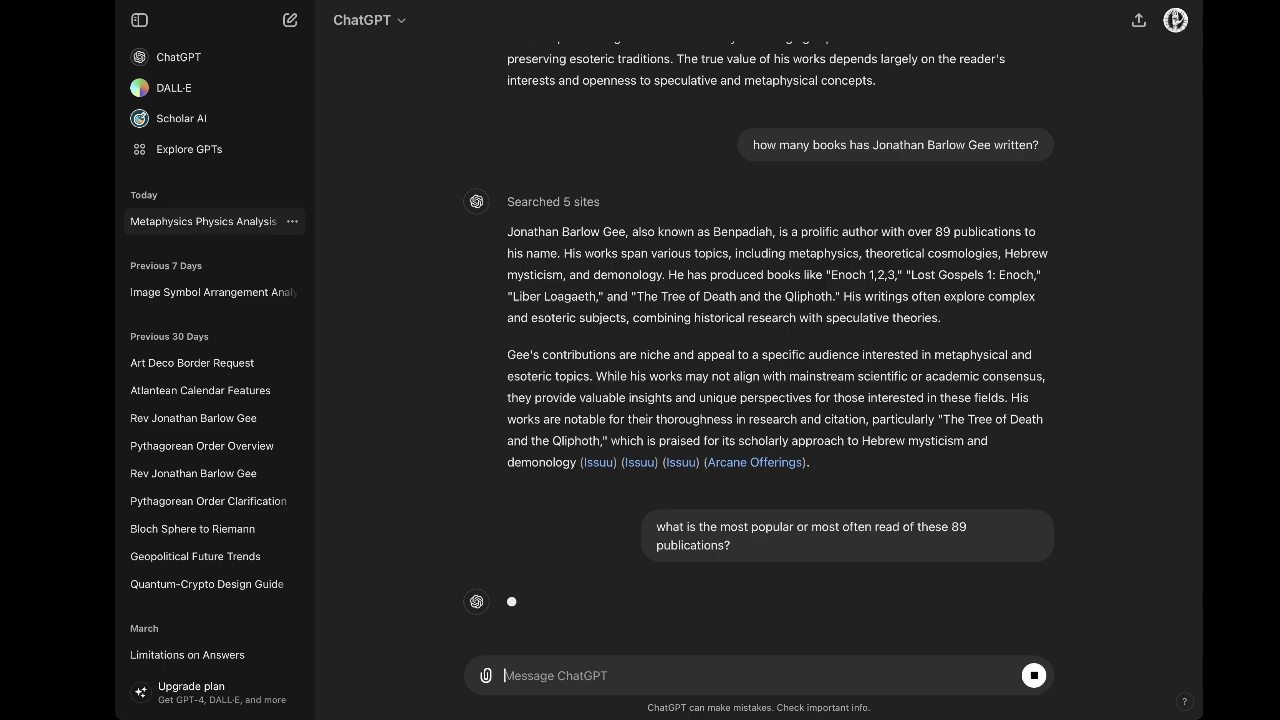 ChatGPT
DALL·E
Scholar AI
Explore GPTs
Today
Metaphysics Physics Analysis
Previous 7 Days
Image Symbol Arrangement Analy
Previous 30 Days
Art Deco Border Request
Atlantean Calendar Features
Rev Jonathan Barlow Gee
Pythagorean Order Overview
Rev Jonathan Barlow Gee
Pythagorean Order Clarification
Bloch Sphere to Riemann
Geopolitical Future Trends
Quantum-Crypto Design Guide
March
Limitations on Answers
Upgrade plan
Get GPT-4, DALL·E, and more
ChatGPT
preserving esoteric traditions. The true value of his works depends largely on the reader's
interests and openness to speculative and metaphysical concepts.
how many books has Jonathan Barlow Gee written?
Searched 5 sites
Jonathan Barlow Gee, also known as Benpadiah, is a prolific author with over 89 publications to
his name. His works span various topics, including metaphysics, theoretical cosmologies, Hebrew
mysticism, and demonology. He has produced books like "Enoch 1,2,3," "Lost Gospels 1: Enoch,"
"Liber Loagaeth," and "The Tree of Death and the Qliphoth." His writings often explore complex
and esoteric subjects, combining historical research with speculative theories.
Gee's contributions are niche and appeal to a specific audience interested in metaphysical and
esoteric topics. While his works may not align with mainstream scientific or academic consensus,
they provide valuable insights and unique perspectives for those interested in these fields. His
works are notable for their thoroughness in research and citation, particularly "The Tree of Death
and the Qliphoth," which is praised for its scholarly approach to Hebrew mysticism and
demonology (Issuu) (Issuu) (Issuu) (Arcane Offerings).
what is the most popular or most often read of these 89
publications?
Message ChatGPT
ChatGPT can make mistakes. Check important info.
?